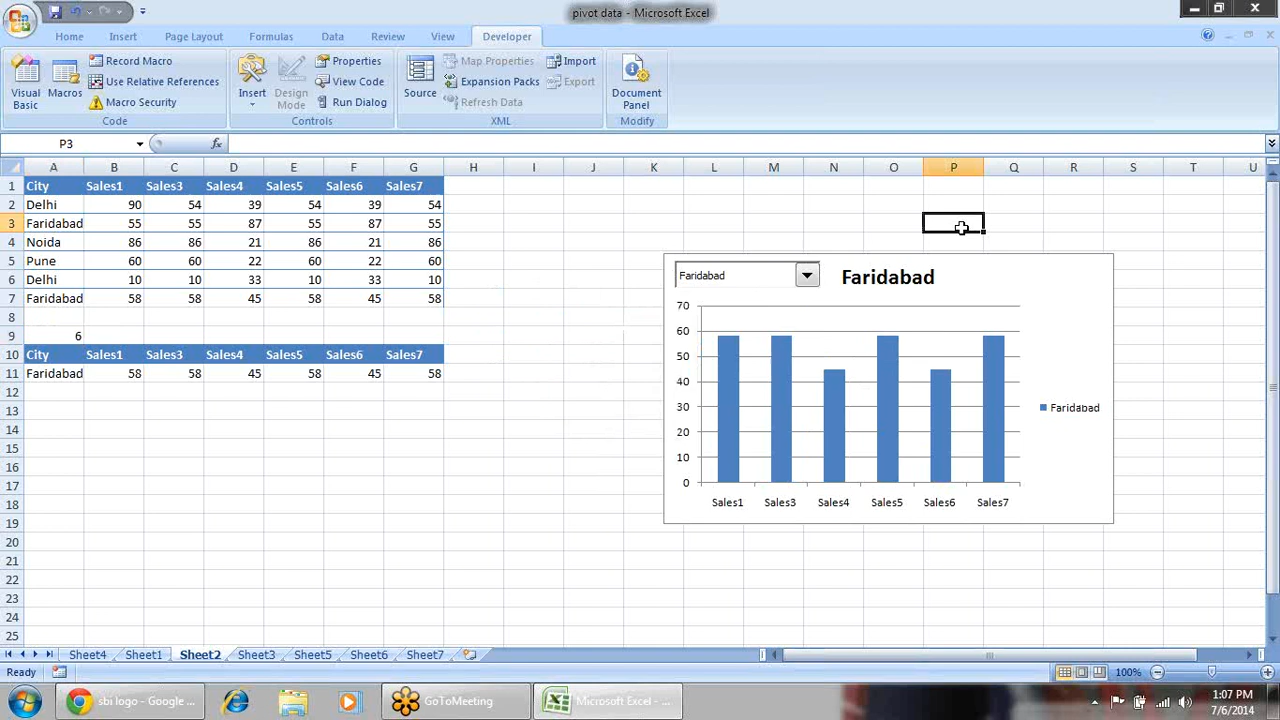 pivot data - Microsoft Excel
Home Insert Page Layout Formulas Data Review View Developer
Visual Basic
Macros
Record Macro
Use Relative References
Macro Security
Code
Insert
Design Mode
Properties
View Code
Run Dialog
Controls
Source
Map Properties
Expansion Packs
Refresh Data
Import
Export
XML
Document Panel
Modify
P3 fx
A B C D E F G H I J K L M N O P Q R S T U
1 City Sales1 Sales3 Sales4 Sales5 Sales6 Sales7
2 Delhi 90 54 39 54 39 54
3 Faridabad 55 55 87 55 87 55
4 Noida 86 86 21 86 21 86
5 Pune 60 60 22 60 22 60
6 Delhi 10 10 33 10 33 10
7 Faridabad 58 58 45 58 45 58
8
9 6
10 City Sales1 Sales3 Sales4 Sales5 Sales6 Sales7
11 Faridabad 58 58 45 58 45 58
12
13
14
15
16
17
18
19
20
21
22
23
24
25
Faridabad
Faridabad
70
60
50
40
30
20
10
0
Sales1 Sales3 Sales4 Sales5 Sales6 Sales7
Faridabad
Sheet4 Sheet1 Sheet2 Sheet3 Sheet5 Sheet6 Sheet7
Ready 100%
sbi logo - Google ... GoToMeeting Microsoft Excel - ...
1:07 PM
7/6/2014